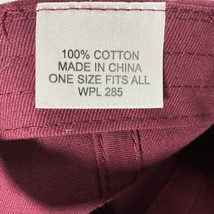 100% COTTON
MADE IN CHINA
ONE SIZE FITS ALL
WPL 285